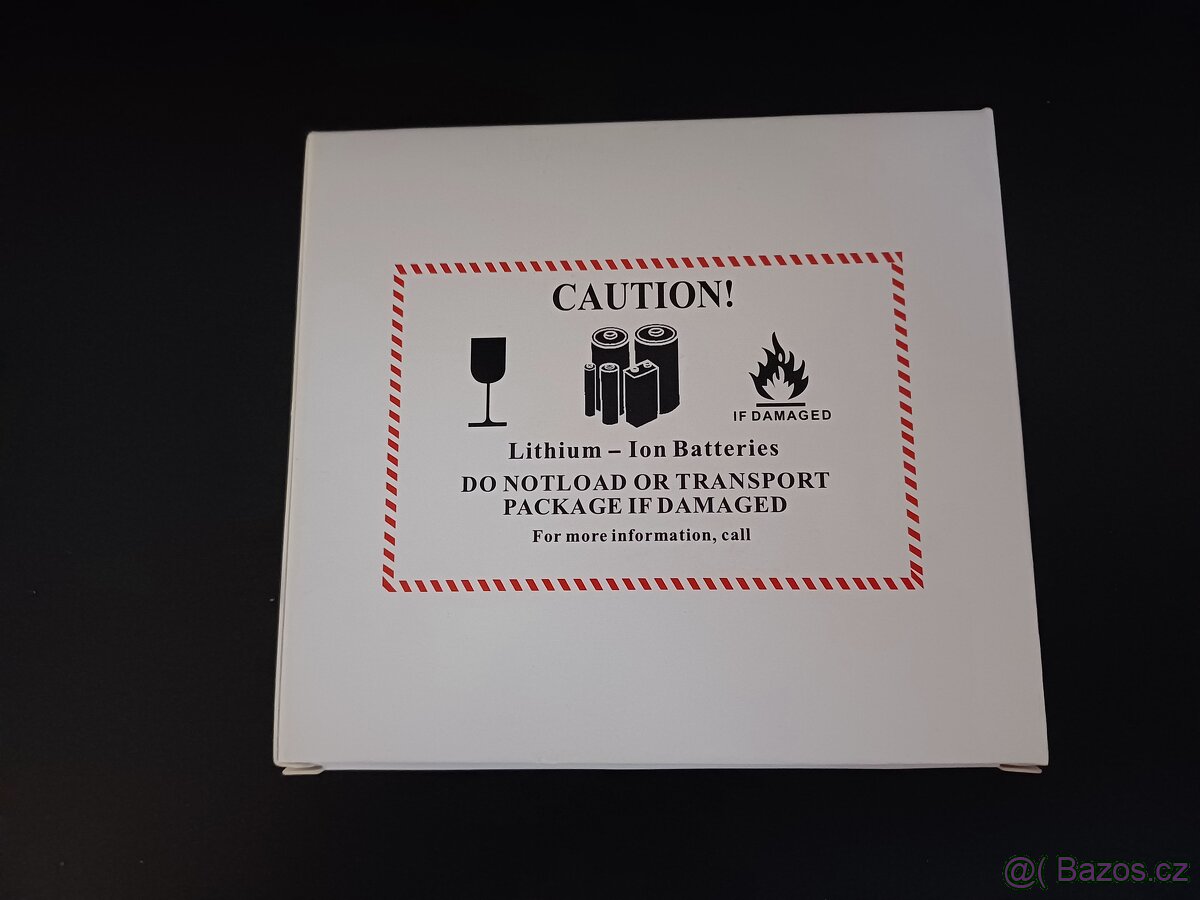 CAUTION!
IF DAMAGED
Lithium – Ion Batteries
DO NOTLOAD OR TRANSPORT
PACKAGE IF DAMAGED
For more information, call
@( Bazos.cz